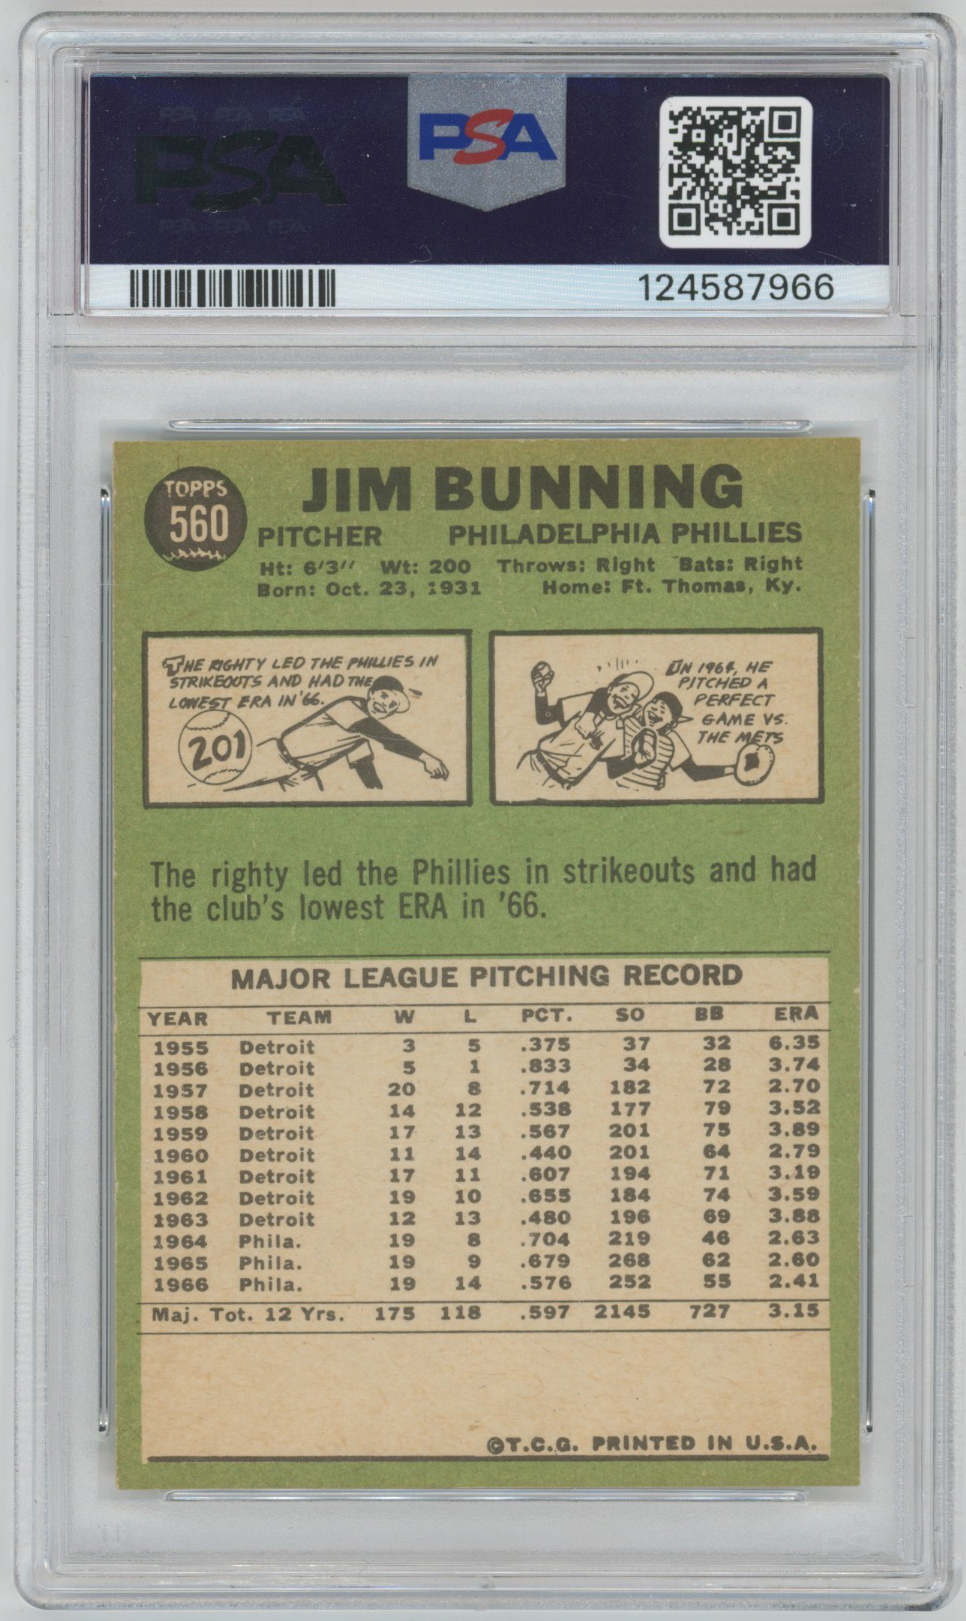 PSA PSA PSA
PSA
PSA PSA PSA
PSA
124587966
TOPPS
560
JIM BUNNING
PITCHER PHILADELPHIA PHILLIES
Ht: 6'3" Wt: 200 Throws: Right Bats: Right
Born: Oct. 23, 1931 Home: Ft. Thomas, Ky.
THE RIGHTY LED THE PHILLIES IN
STRIKEOUTS AND HAD THE
LOWEST ERA IN '66.
201
IN 1964, HE
PITCHED A
PERFECT
GAME VS.
THE METS
The righty led the Phillies in strikeouts and had
the club's lowest ERA in '66.
MAJOR LEAGUE PITCHING RECORD
YEAR TEAM W L PCT. SO BB ERA
1955 Detroit 3 5 .375 37 32 6.35
1956 Detroit 5 1 .833 34 28 3.74
1957 Detroit 20 8 .714 182 72 2.70
1958 Detroit 14 12 .538 177 79 3.52
1959 Detroit 17 13 .567 201 75 3.89
1960 Detroit 11 14 .440 201 64 2.79
1961 Detroit 17 11 .607 194 71 3.19
1962 Detroit 19 10 .655 184 74 3.59
1963 Detroit 12 13 .480 196 69 3.88
1964 Phila. 19 8 .704 219 46 2.63
1965 Phila. 19 9 .679 268 62 2.60
1966 Phila. 19 14 .576 252 55 2.41
Maj. Tot. 12 Yrs. 175 118 .597 2145 727 3.15
©T.C.G. PRINTED IN U.S.A.